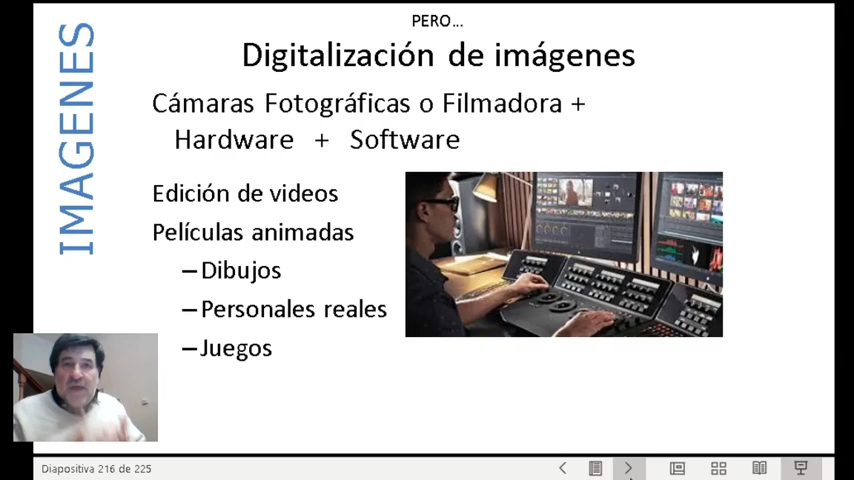 PERO...
Digitalización de imágenes
IMAGENES
Cámaras Fotográficas o Filmadora +
Hardware + Software
Edición de videos
Películas animadas
–Dibujos
–Personales reales
–Juegos
Diapositiva 216 de 225